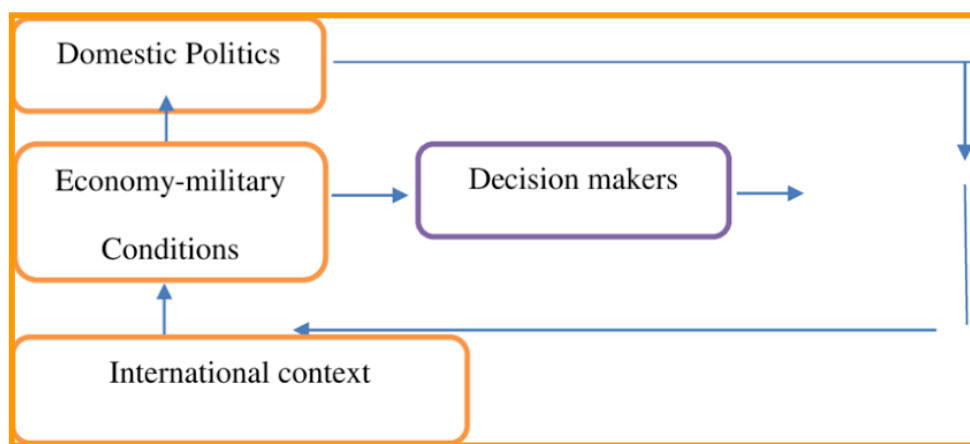 Domestic Politics
Economy-military
Conditions
Decision makers
International context